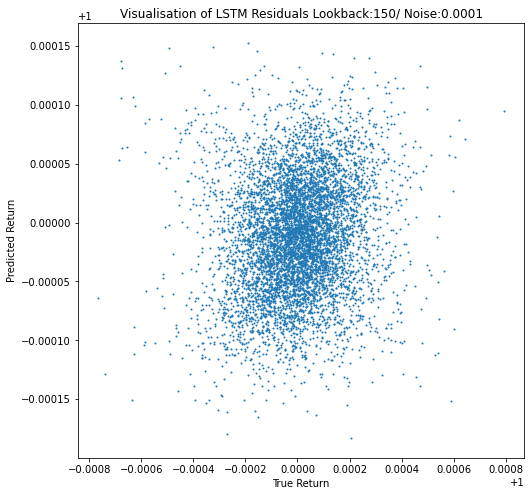 Visualisation of LSTM Residuals Lookback:150/ Noise:0.0001
+1
0.00015
0.00010
0.00005
0.00000
−0.00005
−0.00010
−0.00015
Predicted Return
−0.0008 −0.0006 −0.0004 −0.0002 0.0000 0.0002 0.0004 0.0006 0.0008
True Return
+1